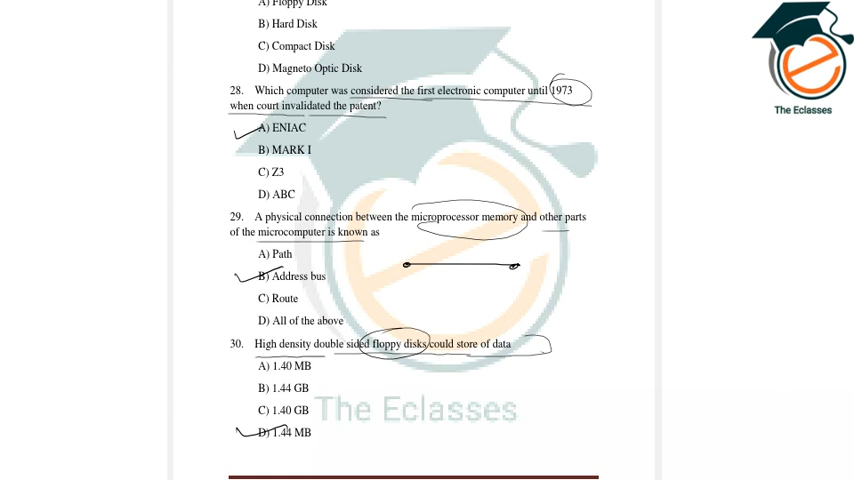 A) Floppy Disk
B) Hard Disk
C) Compact Disk
D) Magneto Optic Disk
28. Which computer was considered the first electronic computer until 1973
when court invalidated the patent?
A) ENIAC
B) MARK I
C) Z3
D) ABC
29. A physical connection between the microprocessor memory and other parts
of the microcomputer is known as
A) Path
B) Address bus
C) Route
D) All of the above
30. High density double sided floppy disks could store of data
A) 1.40 MB
B) 1.44 GB
C) 1.40 GB
D) 1.44 MB
The Eclasses
The Eclasses